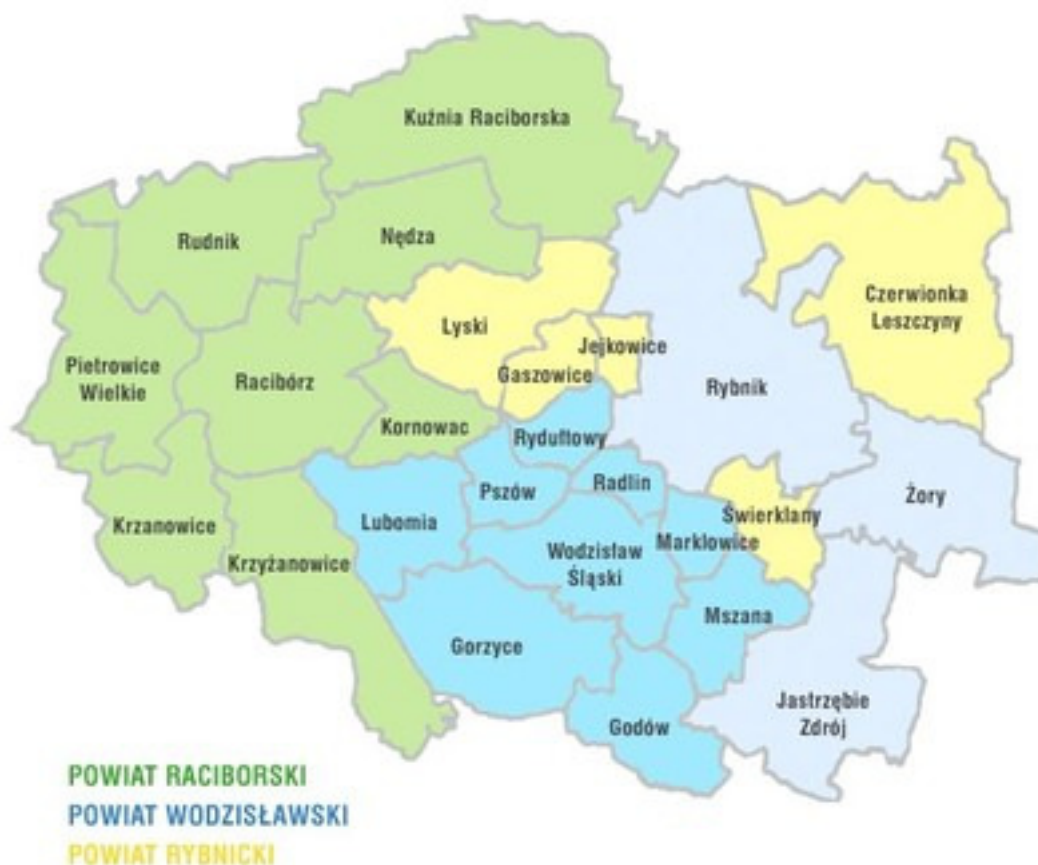 Kuźnia Raciborska
Rudnik
Nędza
Czerwionka
Leszczyny
Lyski
Jejkowice
Gaszowice
Pietrowice
Wielkie
Racibórz
Rybnik
Kornowac
Rydułtowy
Pszów
Radlin
Żory
Krzanowice
Lubomia
Świerklany
Marklowice
Wodzisław
Śląski
Krzyżanowice
Mszana
Gorzyce
Jastrzębie
Zdrój
Godów
POWIAT RACIBORSKI
POWIAT WODZISŁAWSKI
POWIAT RYBNICKI